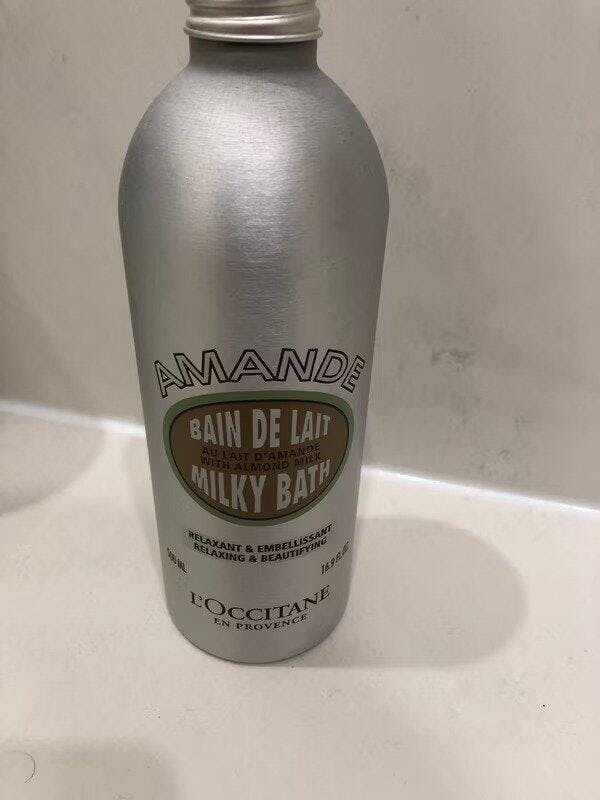 AMANDE
BAIN DE LAIT
AU LAIT D'AMANDE
WITH ALMOND MILK
MILKY BATH
RELAXANT & EMBELLISSANT
RELAXING & BEAUTIFYING
500 ML
16.9 FL.OZ.
L'OCCITANE
EN PROVENCE